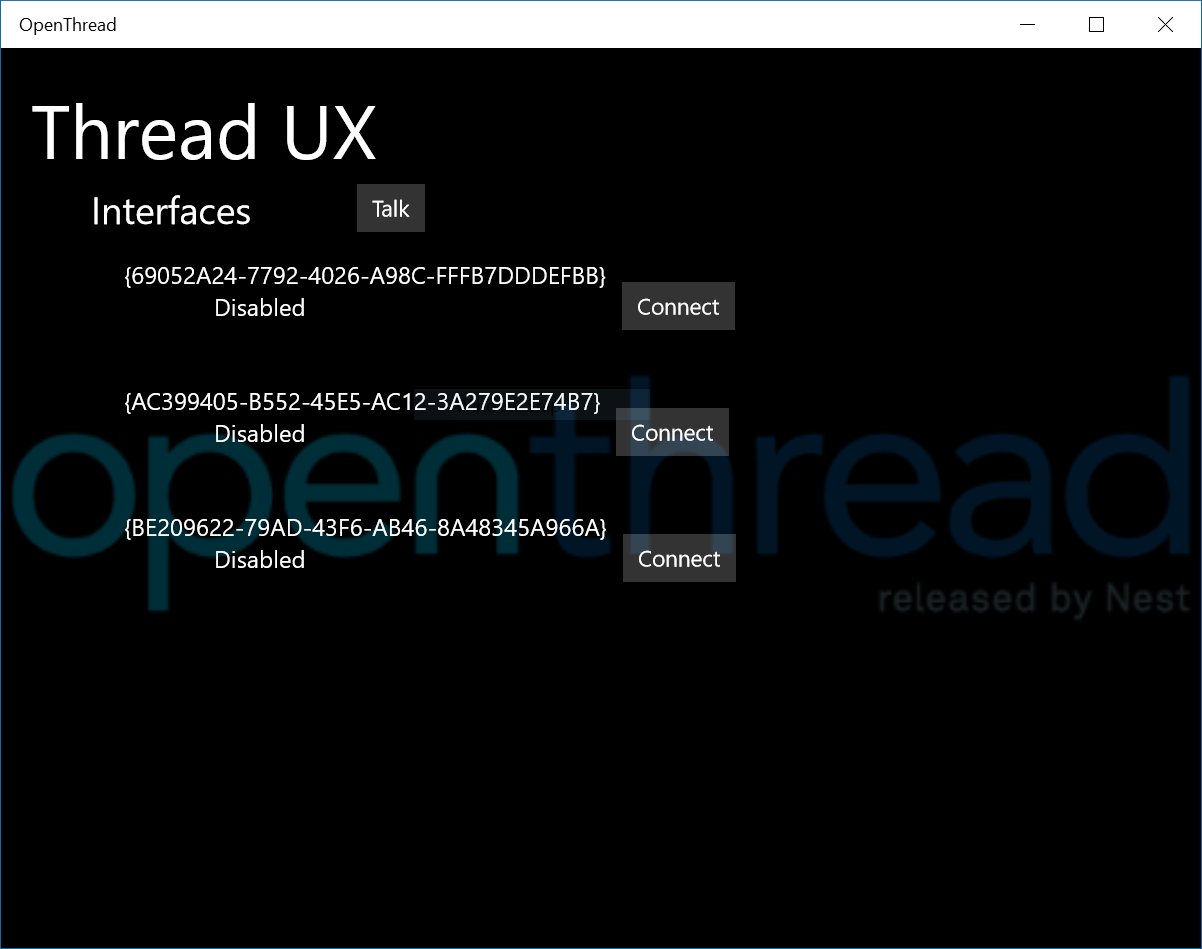 OpenThread
Thread UX
Interfaces
Talk
{69052A24-7792-4026-A98C-FFFB7DDDEFBB}
Disabled
Connect
{AC399405-B552-45E5-AC12-3A279E2E74B7}
Disabled
Connect
{BE209622-79AD-43F6-AB46-8A48345A966A}
Disabled
Connect
openthread
released by Nest